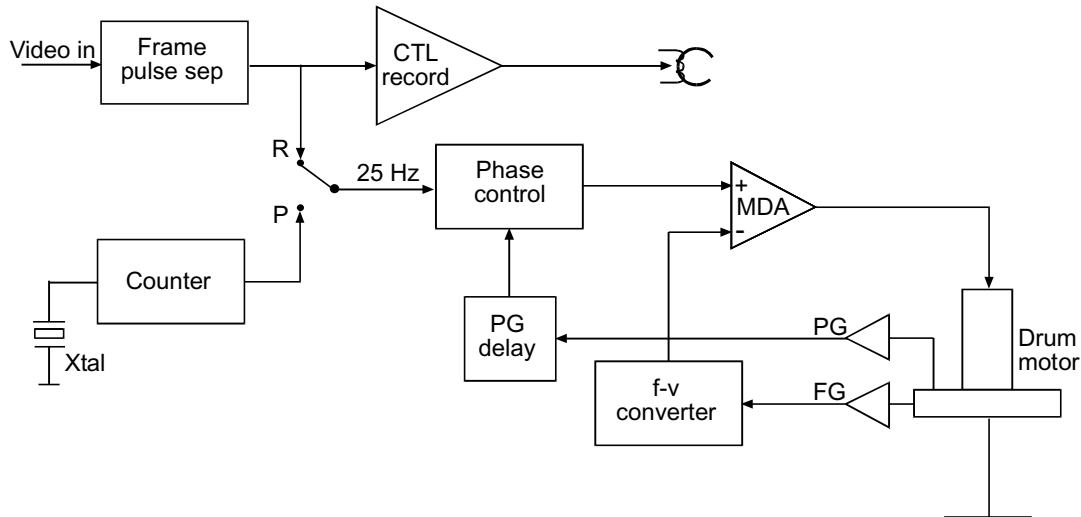 Video in
Frame
pulse sep
CTL
record
R
25 Hz
Phase
control
+
MDA
-
P
Counter
Xtal
PG
delay
PG
Drum
motor
f-v
converter
FG